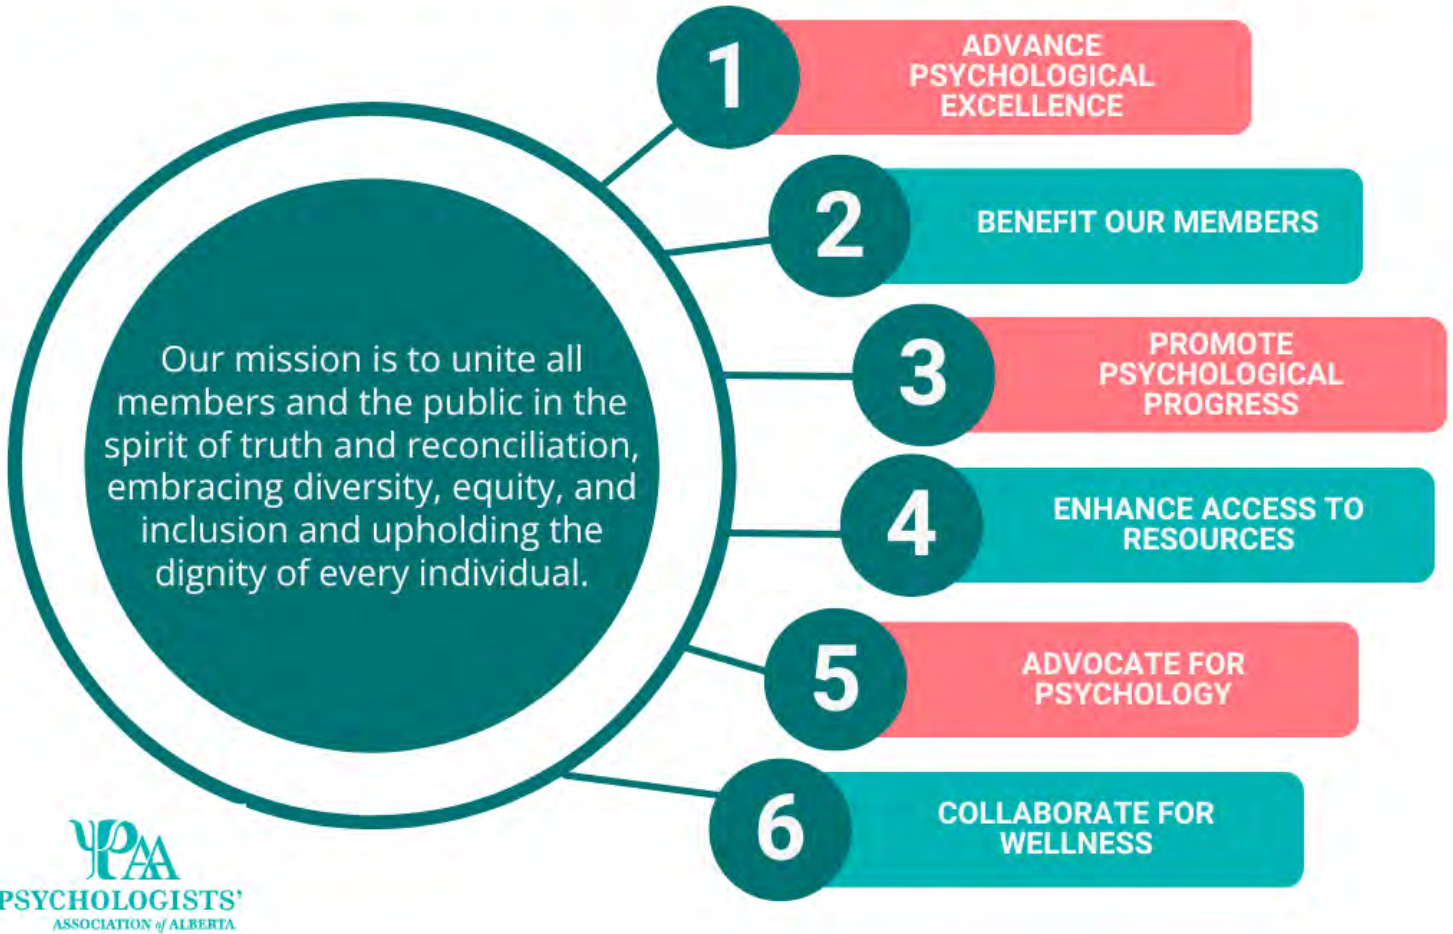 1
ADVANCE
PSYCHOLOGICAL
EXCELLENCE
2
BENEFIT OUR MEMBERS
3
PROMOTE
PSYCHOLOGICAL
PROGRESS
4
ENHANCE ACCESS TO
RESOURCES
5
ADVOCATE FOR
PSYCHOLOGY
6
COLLABORATE FOR
WELLNESS
Our mission is to unite all
members and the public in the
spirit of truth and reconciliation,
embracing diversity, equity, and
inclusion and upholding the
dignity of every individual.
ΨPAA
PSYCHOLOGISTS’
ASSOCIATION of ALBERTA